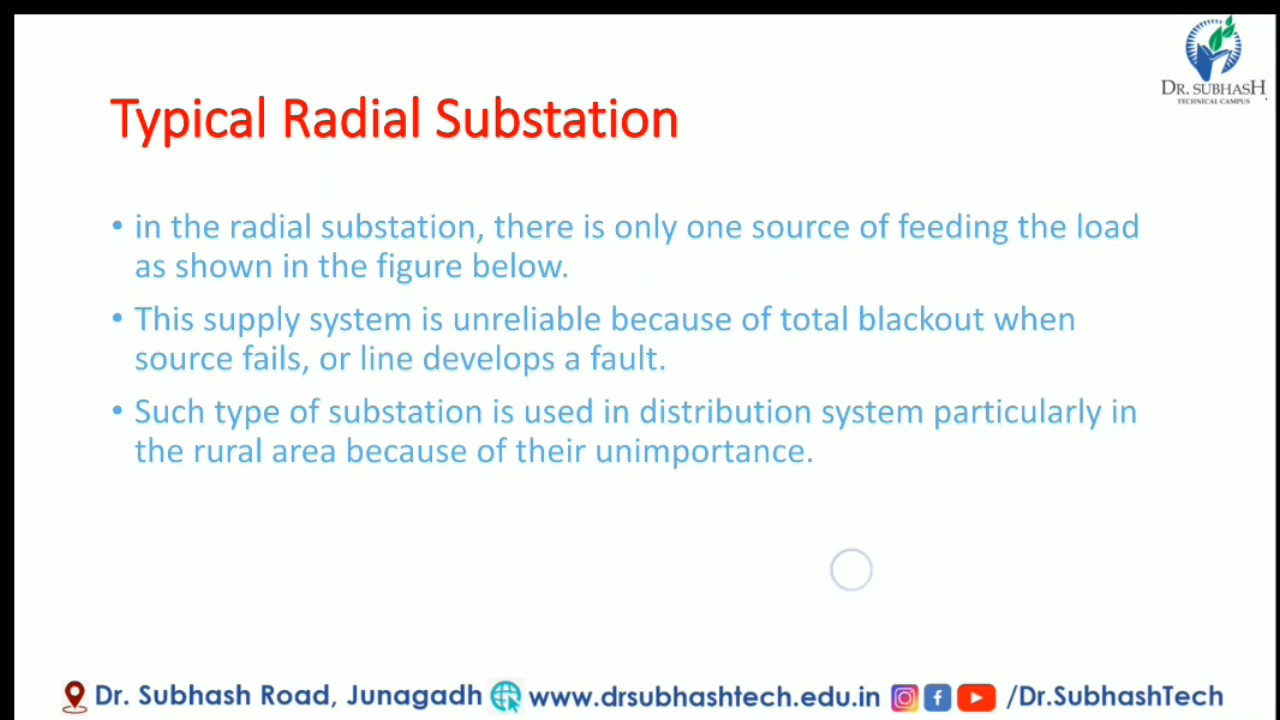 DR. SUBHASH
TECHNICAL CAMPUS
Typical Radial Substation
• in the radial substation, there is only one source of feeding the load
as shown in the figure below.
• This supply system is unreliable because of total blackout when
source fails, or line develops a fault.
• Such type of substation is used in distribution system particularly in
the rural area because of their unimportance.
Dr. Subhash Road, Junagadh www.drsubhashtech.edu.in /Dr.SubhashTech